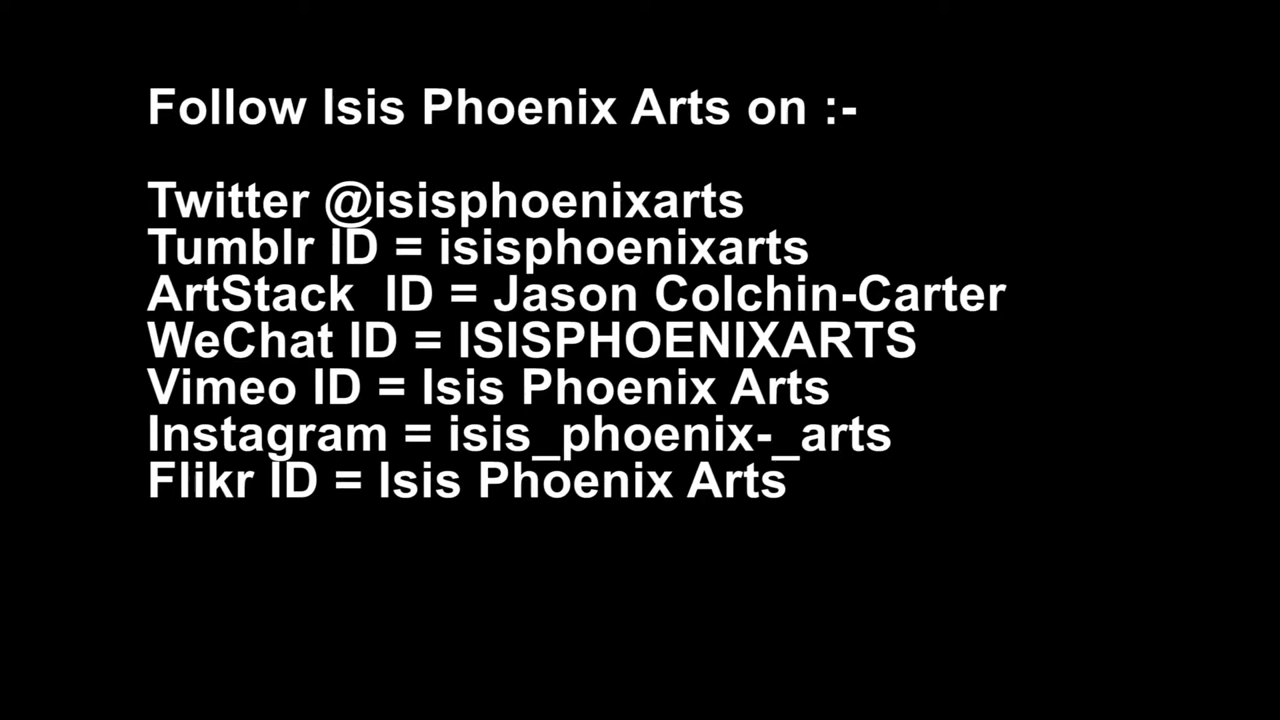 Follow Isis Phoenix Arts on :-
Twitter @isisphoenixarts
Tumblr ID = isisphoenixarts
ArtStack  ID = Jason Colchin-Carter
WeChat ID = ISISPHOENIXARTS
Vimeo ID = Isis Phoenix Arts
Instagram = isis_phoenix-_arts
Flikr ID = Isis Phoenix Arts